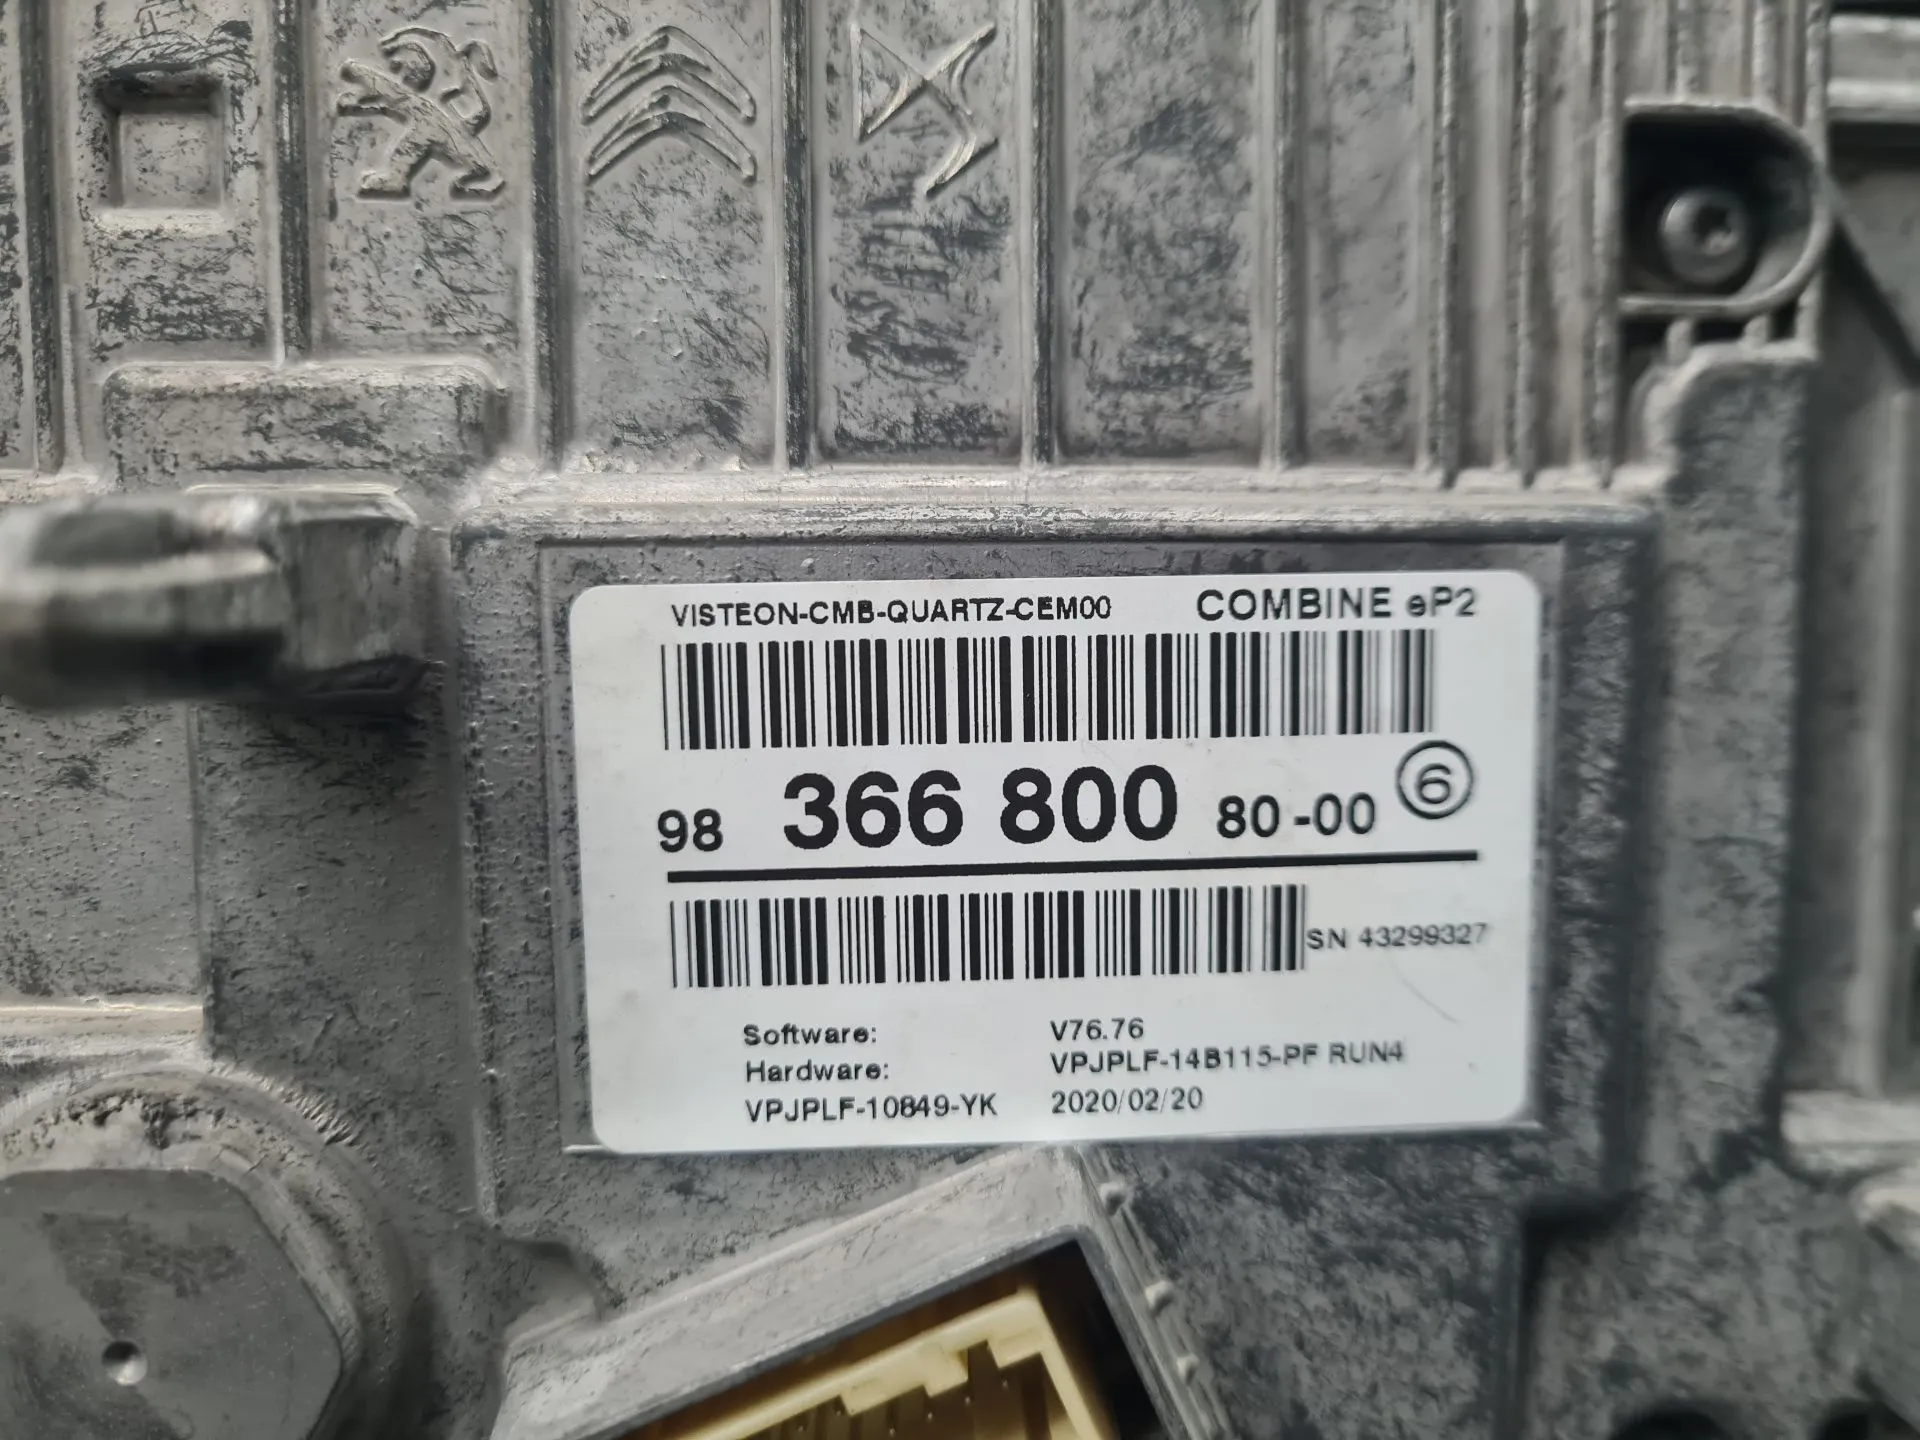 VISTEON-CMB-QUARTZ-CEM00 COMBINE eP2
98 366 800 80-00 6
SN 43299327
Software: V76.76
Hardware: VPJPLF-14B115-PF RUN4
VPJPLF-10849-YK 2020/02/20